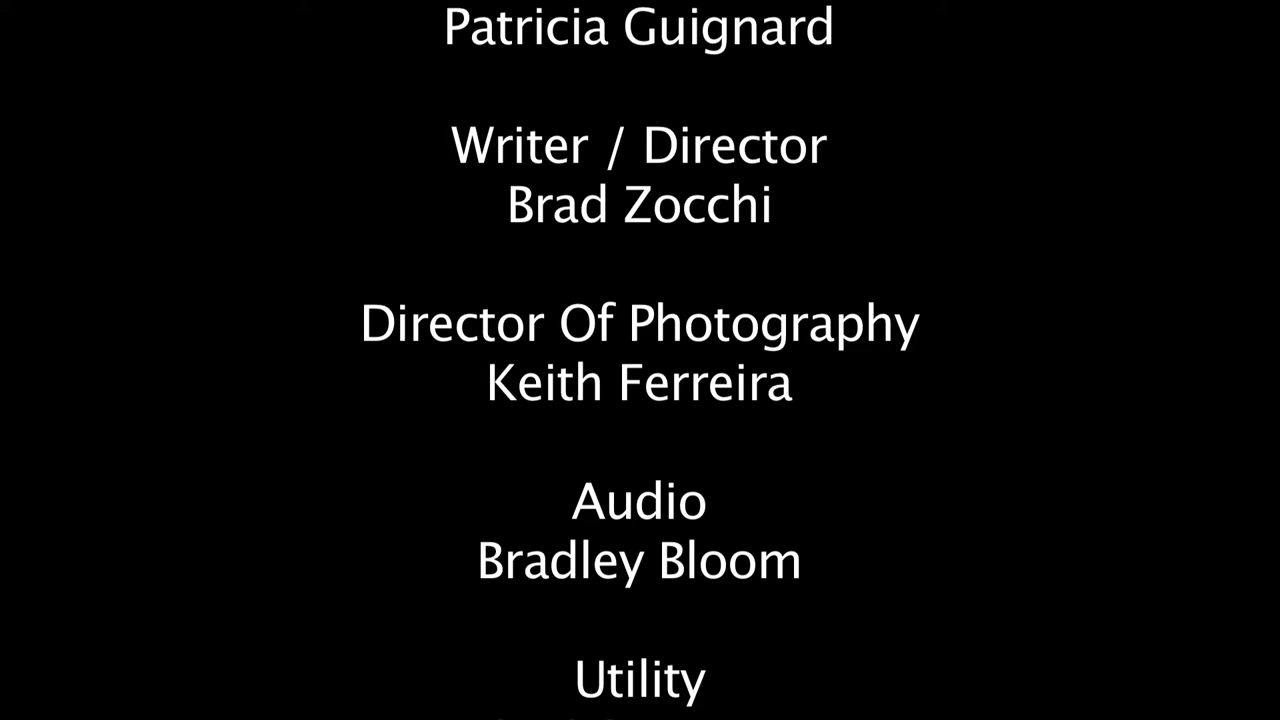 Patricia Guignard
Writer / Director
Brad Zocchi
Director Of Photography
Keith Ferreira
Audio
Bradley Bloom
Utility